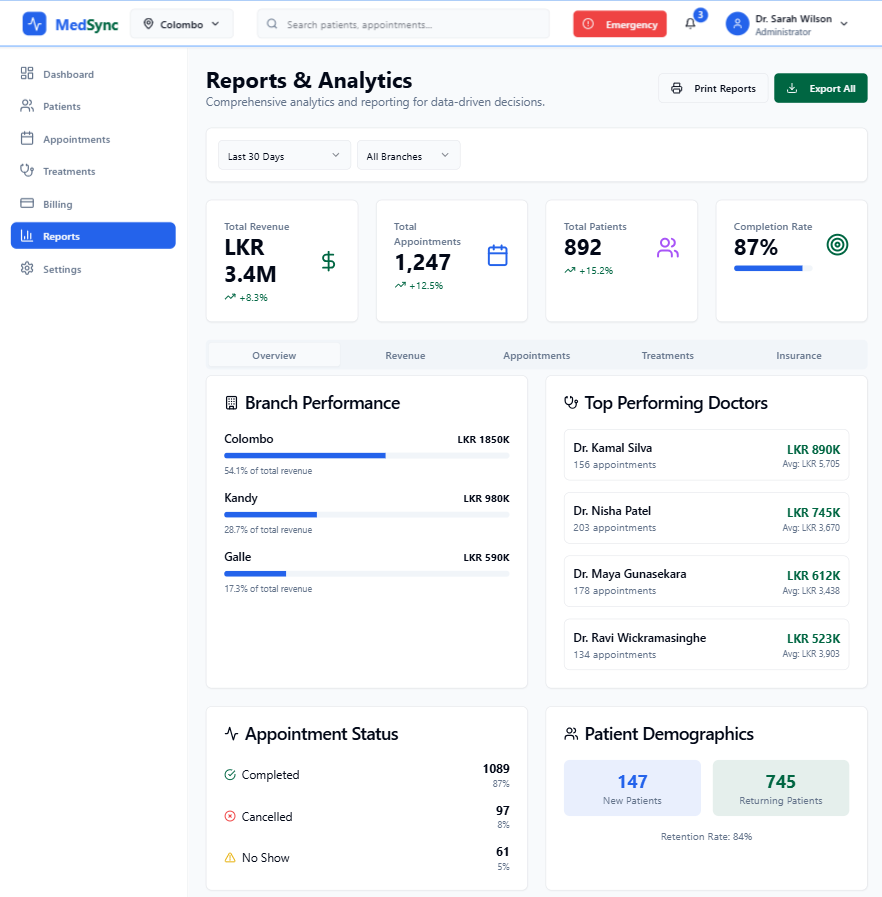 MedSync
Colombo
Search patients, appointments...
Emergency
3
Dr. Sarah Wilson
Administrator
Dashboard
Patients
Appointments
Treatments
Billing
Reports
Settings
Reports & Analytics
Comprehensive analytics and reporting for data-driven decisions.
Print Reports
Export All
Last 30 Days
All Branches
Total Revenue
LKR
3.4M
+8.3%
Total
Appointments
1,247
+12.5%
Total Patients
892
+15.2%
Completion Rate
87%
Overview
Revenue
Appointments
Treatments
Insurance
Branch Performance
Colombo
LKR 1850K
54.1% of total revenue
Kandy
LKR 980K
28.7% of total revenue
Galle
LKR 590K
17.3% of total revenue
Top Performing Doctors
Dr. Kamal Silva
LKR 890K
156 appointments
Avg: LKR 5,705
Dr. Nisha Patel
LKR 745K
203 appointments
Avg: LKR 3,670
Dr. Maya Gunasekara
LKR 612K
178 appointments
Avg: LKR 3,438
Dr. Ravi Wickramasinghe
LKR 523K
134 appointments
Avg: LKR 3,903
Appointment Status
Completed
1089
87%
Cancelled
97
8%
No Show
61
5%
Patient Demographics
147
New Patients
745
Returning Patients
Retention Rate: 84%